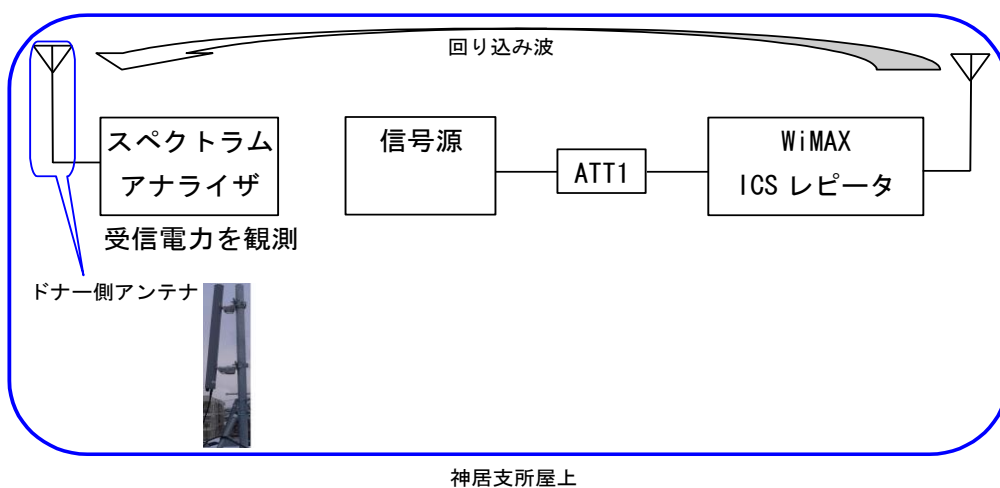 回り込み波
スペクトラム
アナライザ
信号源
ATT1
WiMAX
ICS レピータ
受信電力を観測
ドナー側アンテナ
神居支所屋上